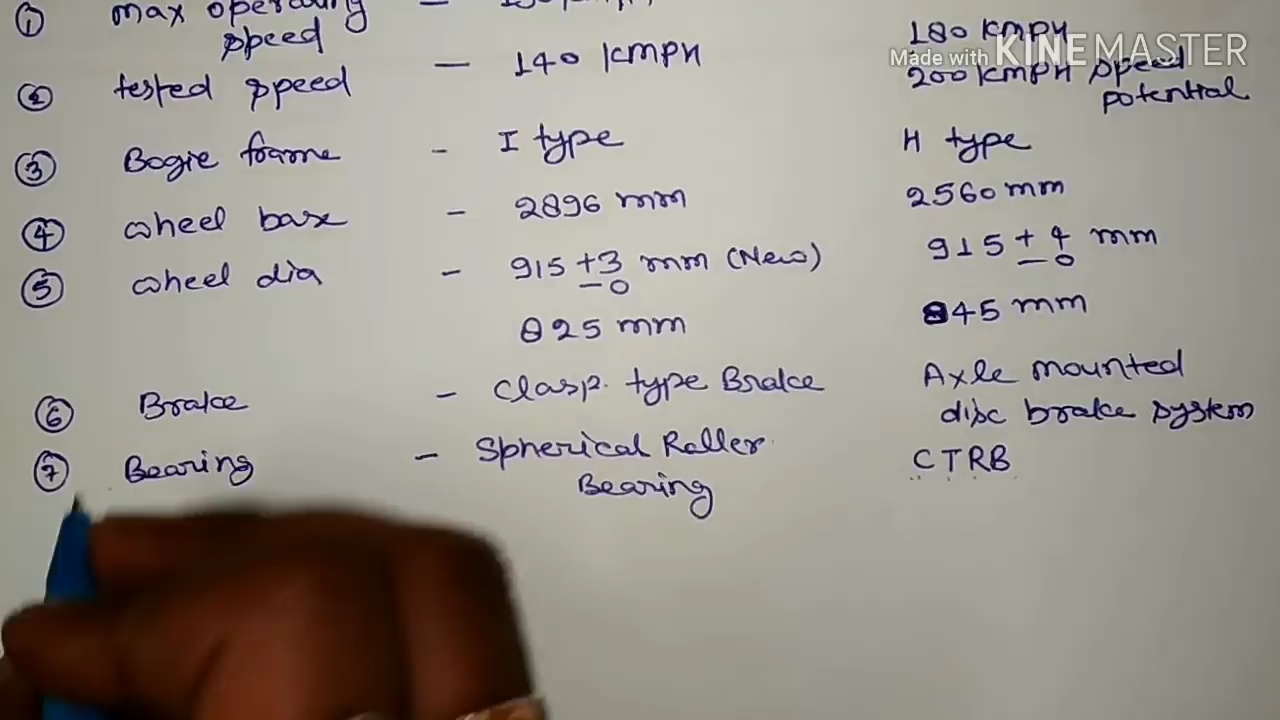 ① max operating - 180 KMPH
speed
② tested speed - 140 KMPH 200 KMPH speed
potential
③ Bogie frame - I type H type
④ wheel base - 2896 mm 2560 mm
⑤ wheel dia - 915 +3 -0 mm (New) 915 +4 -0 mm
825 mm 845 mm
⑥ Brake - Clasp. type Brake Axle mounted
disc brake system
⑦ Bearing - Spherical Roller CTRB
Bearing
Made with KINEMASTER